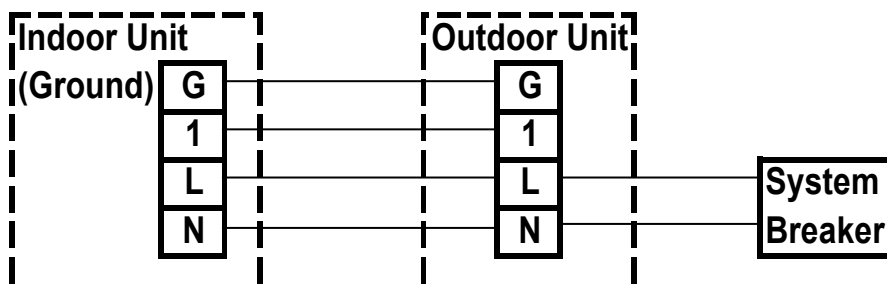 Indoor Unit
(Ground)
G
1
L
N
Outdoor Unit
G
1
L
N
System
Breaker